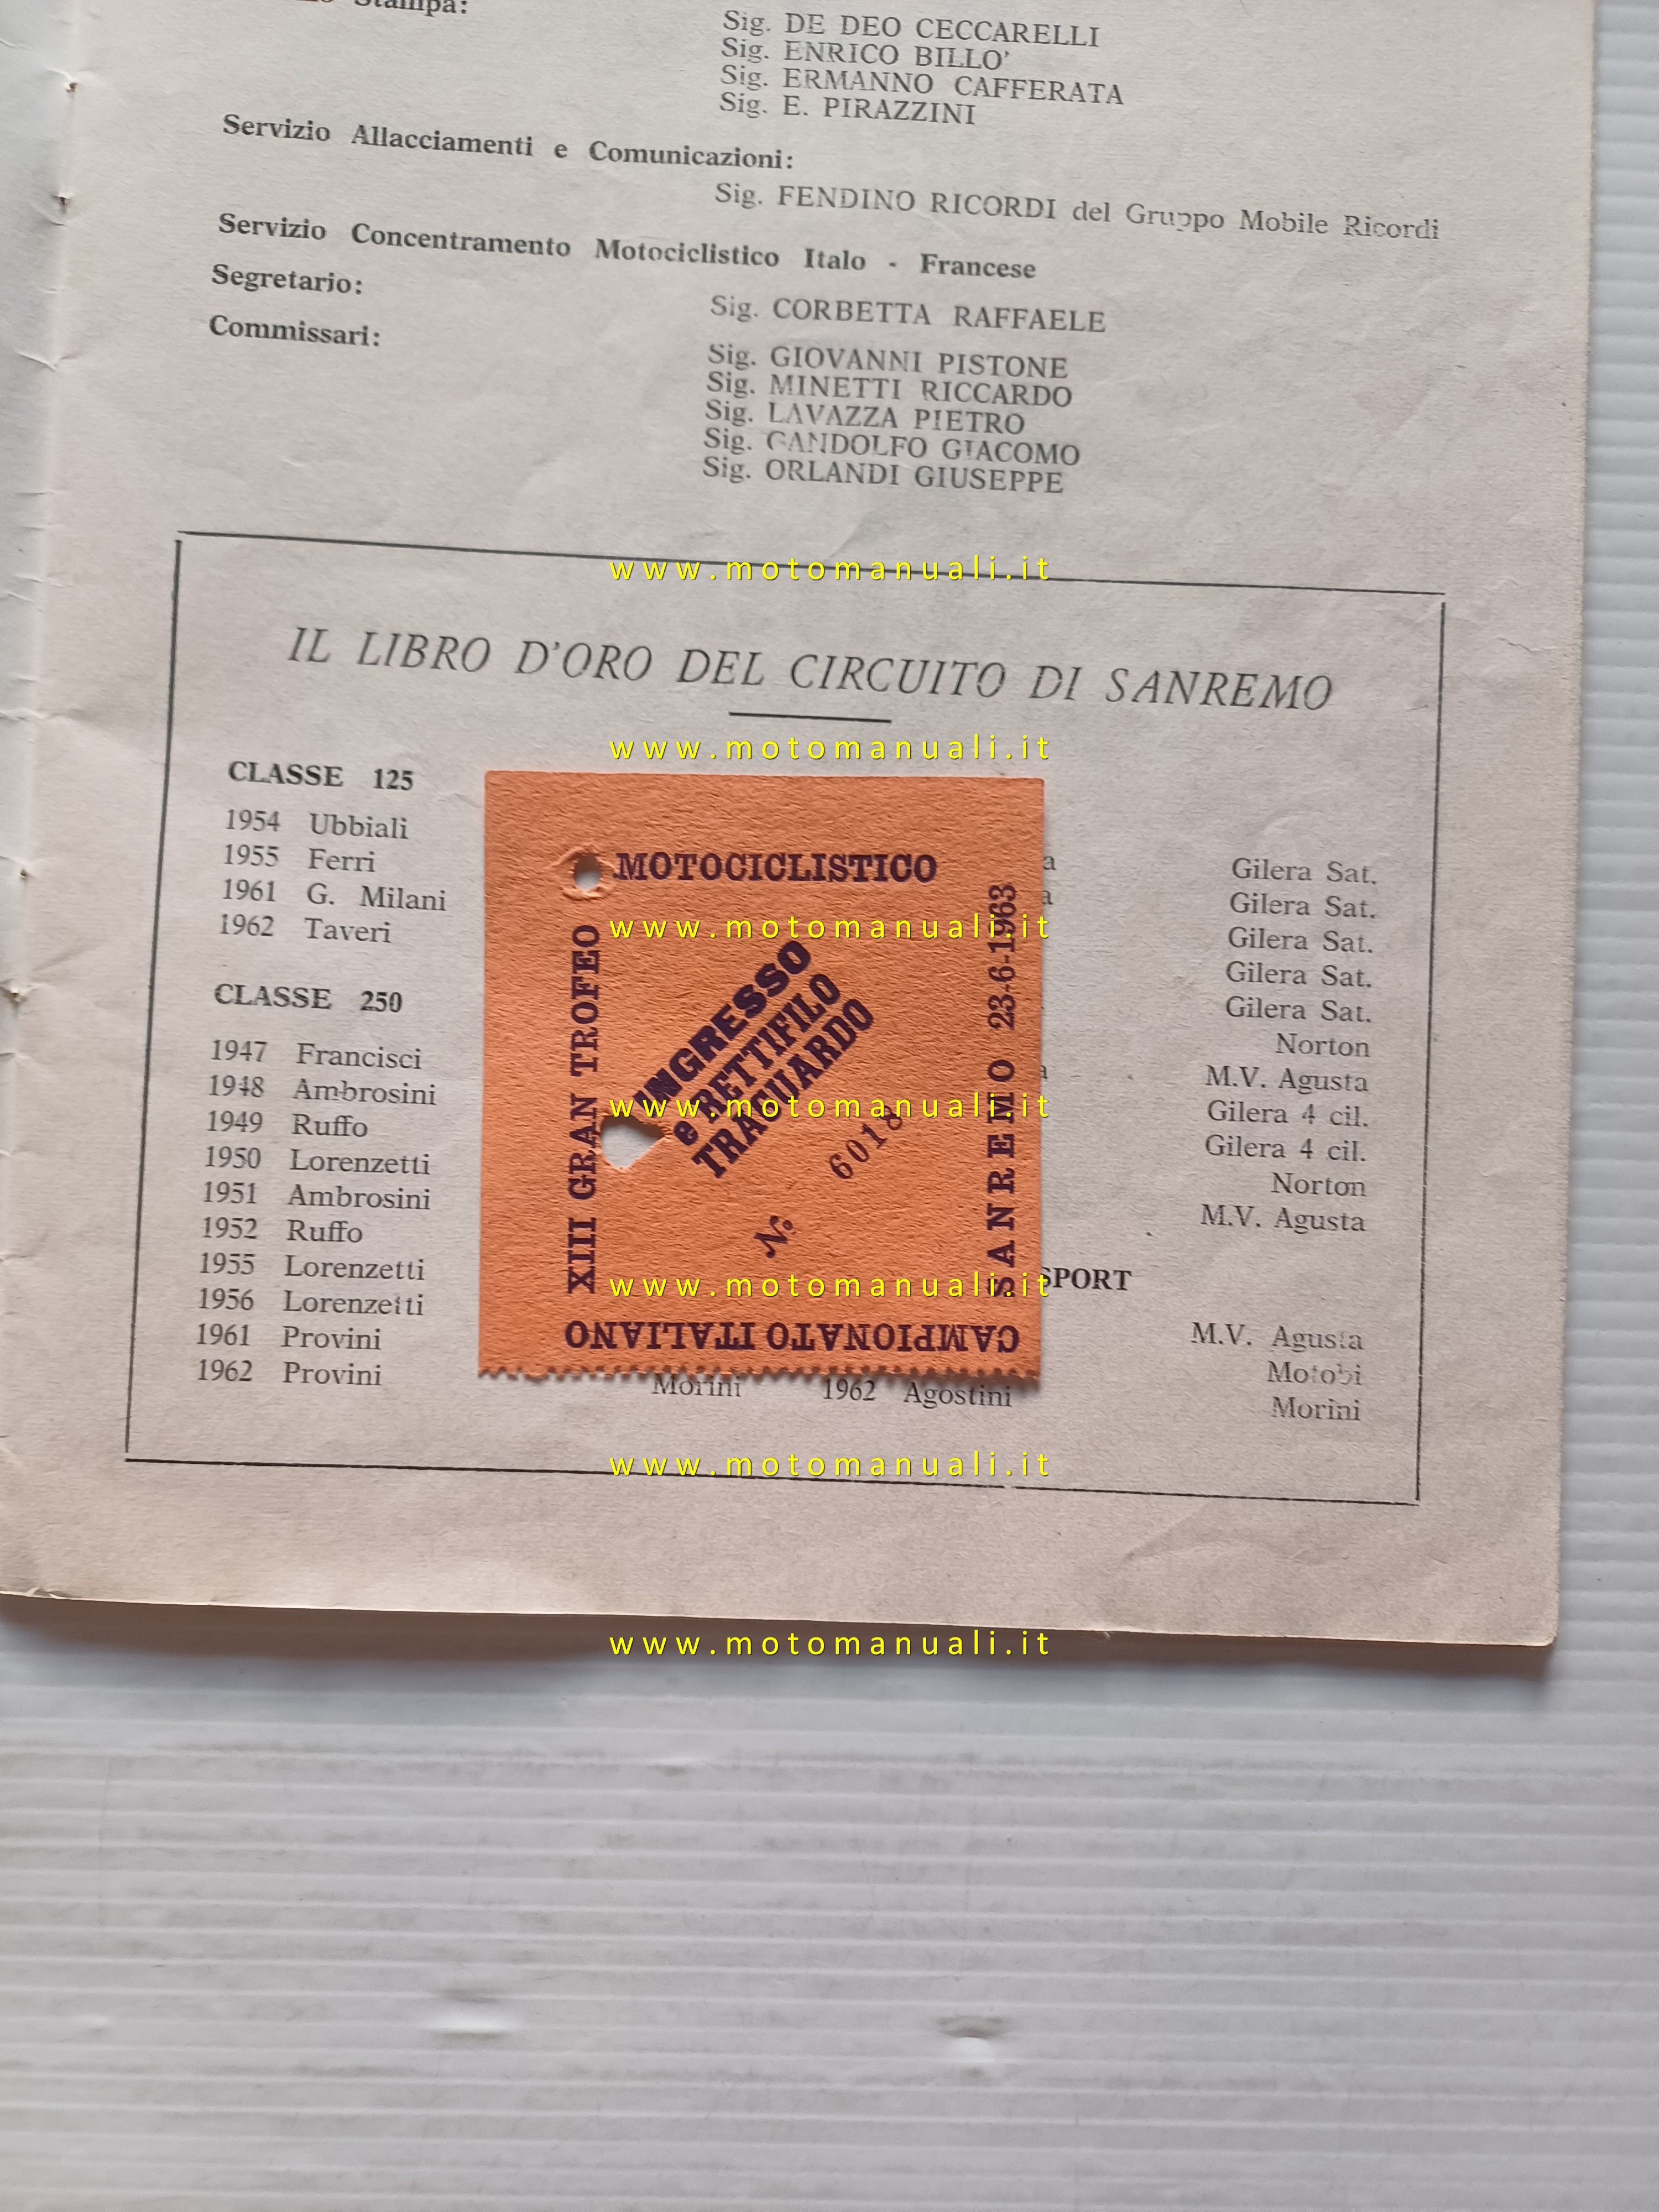 Stampa:
Sig. DE DEO CECCARELLI
Sig. ENRICO BILLO'
Sig. ERMANNO CAFFERATA
Sig. E. PIRAZZINI
Servizio Allacciamenti e Comunicazioni:
Sig. FENDINO RICORDI del Gruppo Mobile Ricordi
Servizio Concentramento Motociclistico Italo - Francese
Segretario:
Sig. CORBETTA RAFFAELE
Commissari:
Sig. GIOVANNI PISTONE
Sig. MINETTI RICCARDO
Sig. LAVAZZA PIETRO
Sig. GANDOLFO GIACOMO
Sig. ORLANDI GIUSEPPE
www.motomanuali.it
IL LIBRO D'ORO DEL CIRCUITO DI SANREMO
www.motomanuali.it
CLASSE 125
1954 Ubbiali
1955 Ferri
1961 G. Milani
1962 Taveri
CLASSE 250
1947 Francisci
1948 Ambrosini
1949 Ruffo
1950 Lorenzetti
1951 Ambrosini
1952 Ruffo
1955 Lorenzetti
1956 Lorenzetti
1961 Provini
1962 Provini
Morini
MOTOCICLISTICO
XIII GRAN TROFEO
INGRESSO
e RETTIFILO
TRAGUARDO
No 6018
SANREMO 23-6-1963
CAMPIONATO ITALIANO
www.motomanuali.it
www.motomanuali.it
www.motomanuali.it
Gilera Sat.
Gilera Sat.
Gilera Sat.
Gilera Sat.
Gilera Sat.
Norton
M.V. Agusta
Gilera 4 cil.
Gilera 4 cil.
Norton
M.V. Agusta
SPORT
M.V. Agusta
Motobi
1962 Agostini Morini
www.motomanuali.it
www.motomanuali.it